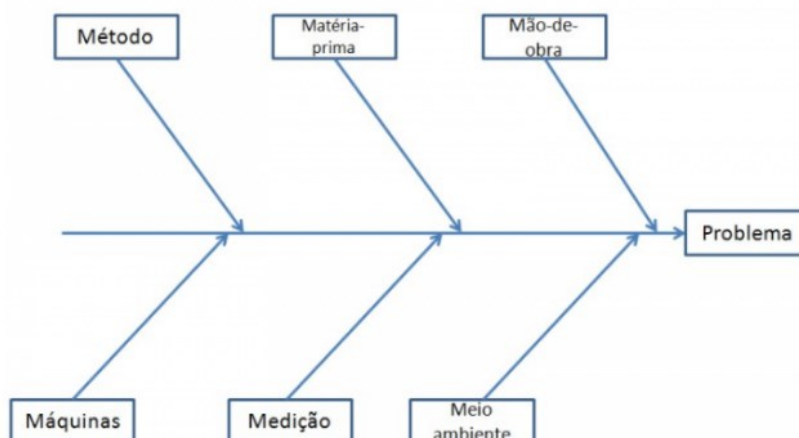 Método
Matéria-
prima
Mão-de-
obra
Problema
Máquinas
Medição
Meio
ambiente